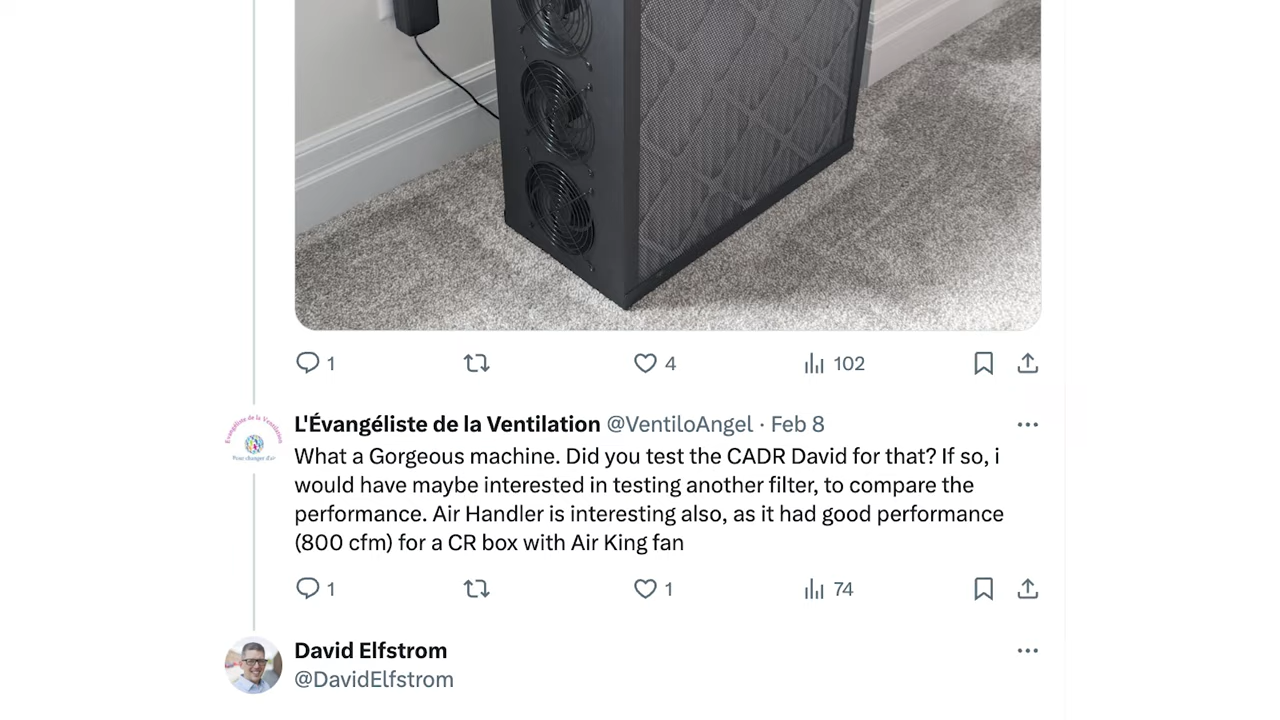 1
4
102
L'Évangéliste de la Ventilation @VentiloAngel · Feb 8
What a Gorgeous machine. Did you test the CADR David for that? If so, i
would have maybe interested in testing another filter, to compare the
performance. Air Handler is interesting also, as it had good performance
(800 cfm) for a CR box with Air King fan
1
1
74
David Elfstrom
@DavidElfstrom